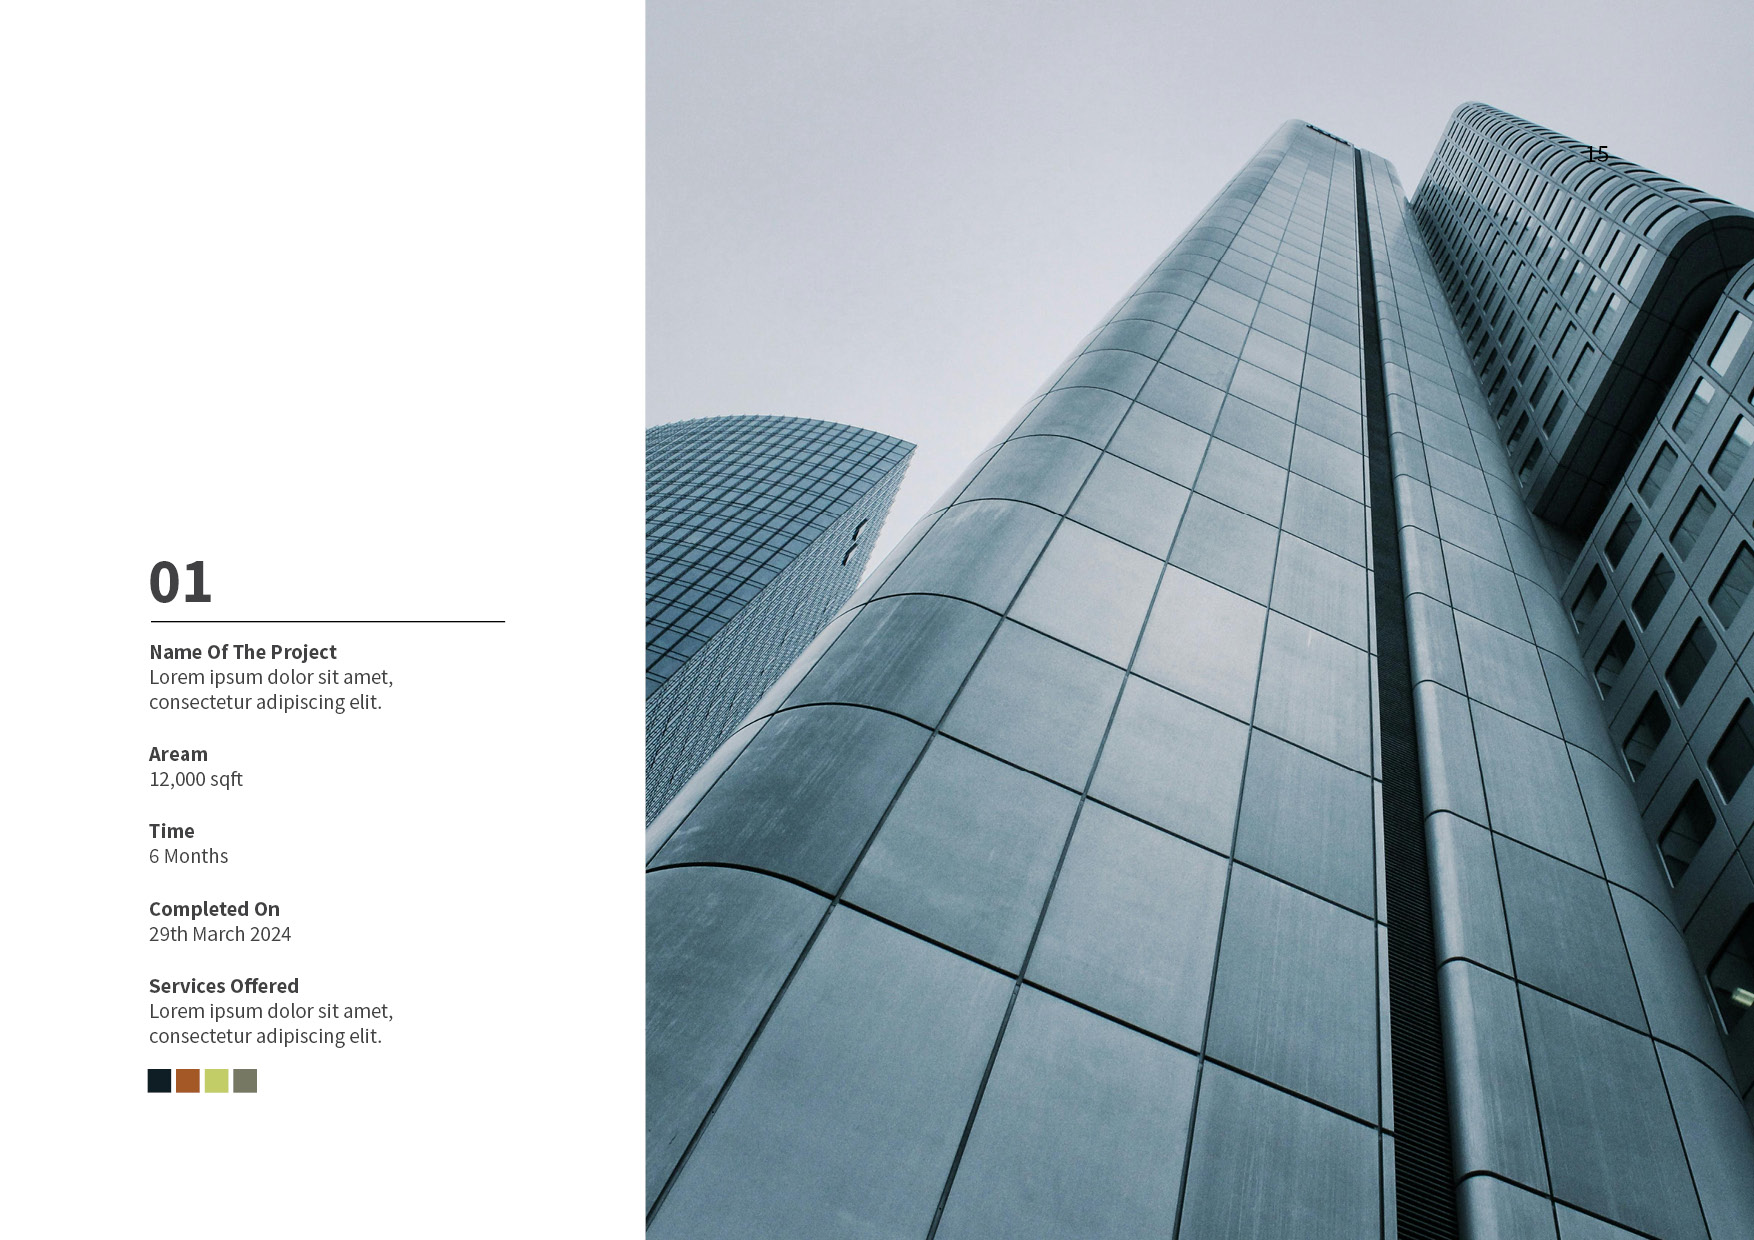 01
Name Of The Project
Lorem ipsum dolor sit amet,
consectetur adipiscing elit.
Aream
12,000 sqft
Time
6 Months
Completed On
29th March 2024
Services Offered
Lorem ipsum dolor sit amet,
consectetur adipiscing elit.
15